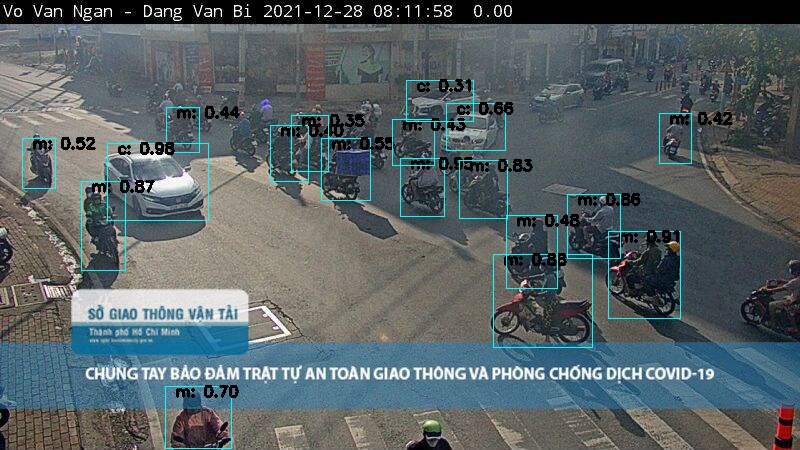 Vo Van Ngan - Dang Van Bi 2021-12-28 08:11:58 0.00
c: 0.31
m: 0.44
c: 0.66
m: 0.35
m: 0.43
m: 0.42
m: 0.40
m: 0.52
m: 0.55
c: 0.98
m: 0.83
m: 0.87
m: 0.86
m: 0.48
m: 0.91
m: 0.88
SỞ GIAO THÔNG VẬN TẢI
Thành phố Hồ Chí Minh
CHUNG TAY BẢO ĐẢM TRẬT TỰ AN TOÀN GIAO THÔNG VÀ PHÒNG CHỐNG DỊCH COVID-19
m: 0.70